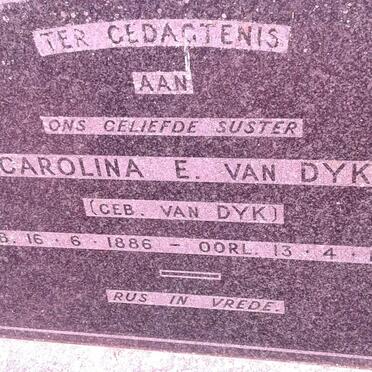 TER GEDAGTENIS
AAN
ONS GELIEFDE SUSTER
CAROLINA E. VAN DYK
(GEB. VAN DYK)
B. 16 · 6 · 1886 — OORL. 13 · 4 ·
RUS IN VREDE.